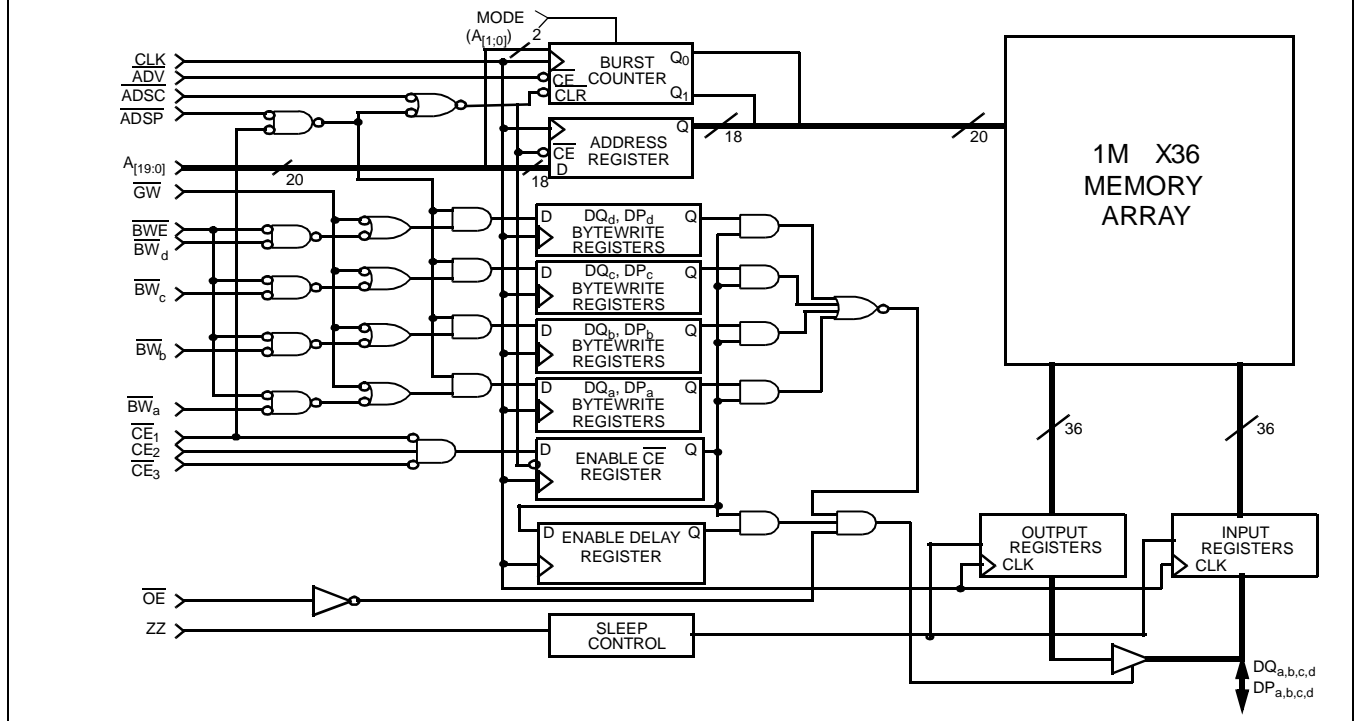 MODE
(A[1;0])
2
CLK
ADV
ADSC
ADSP
A[19:0]
20
GW
BWE
BWd
BWc
BWb
BWa
CE1
CE2
CE3
OE
ZZ
BURST
COUNTER
CE
CLR
Q0
Q1
ADDRESS
REGISTER
CE
D
Q
18
18
20
1M X36
MEMORY
ARRAY
D
DQd, DPd
BYTEWRITE
REGISTERS
Q
D
DQc, DPc
BYTEWRITE
REGISTERS
Q
D
DQb, DPb
BYTEWRITE
REGISTERS
Q
D
DQa, DPa
BYTEWRITE
REGISTERS
Q
D
ENABLE CE
REGISTER
Q
D
ENABLE DELAY
REGISTER
Q
SLEEP
CONTROL
36
36
OUTPUT
REGISTERS
CLK
INPUT
REGISTERS
CLK
DQa,b,c,d
DPa,b,c,d